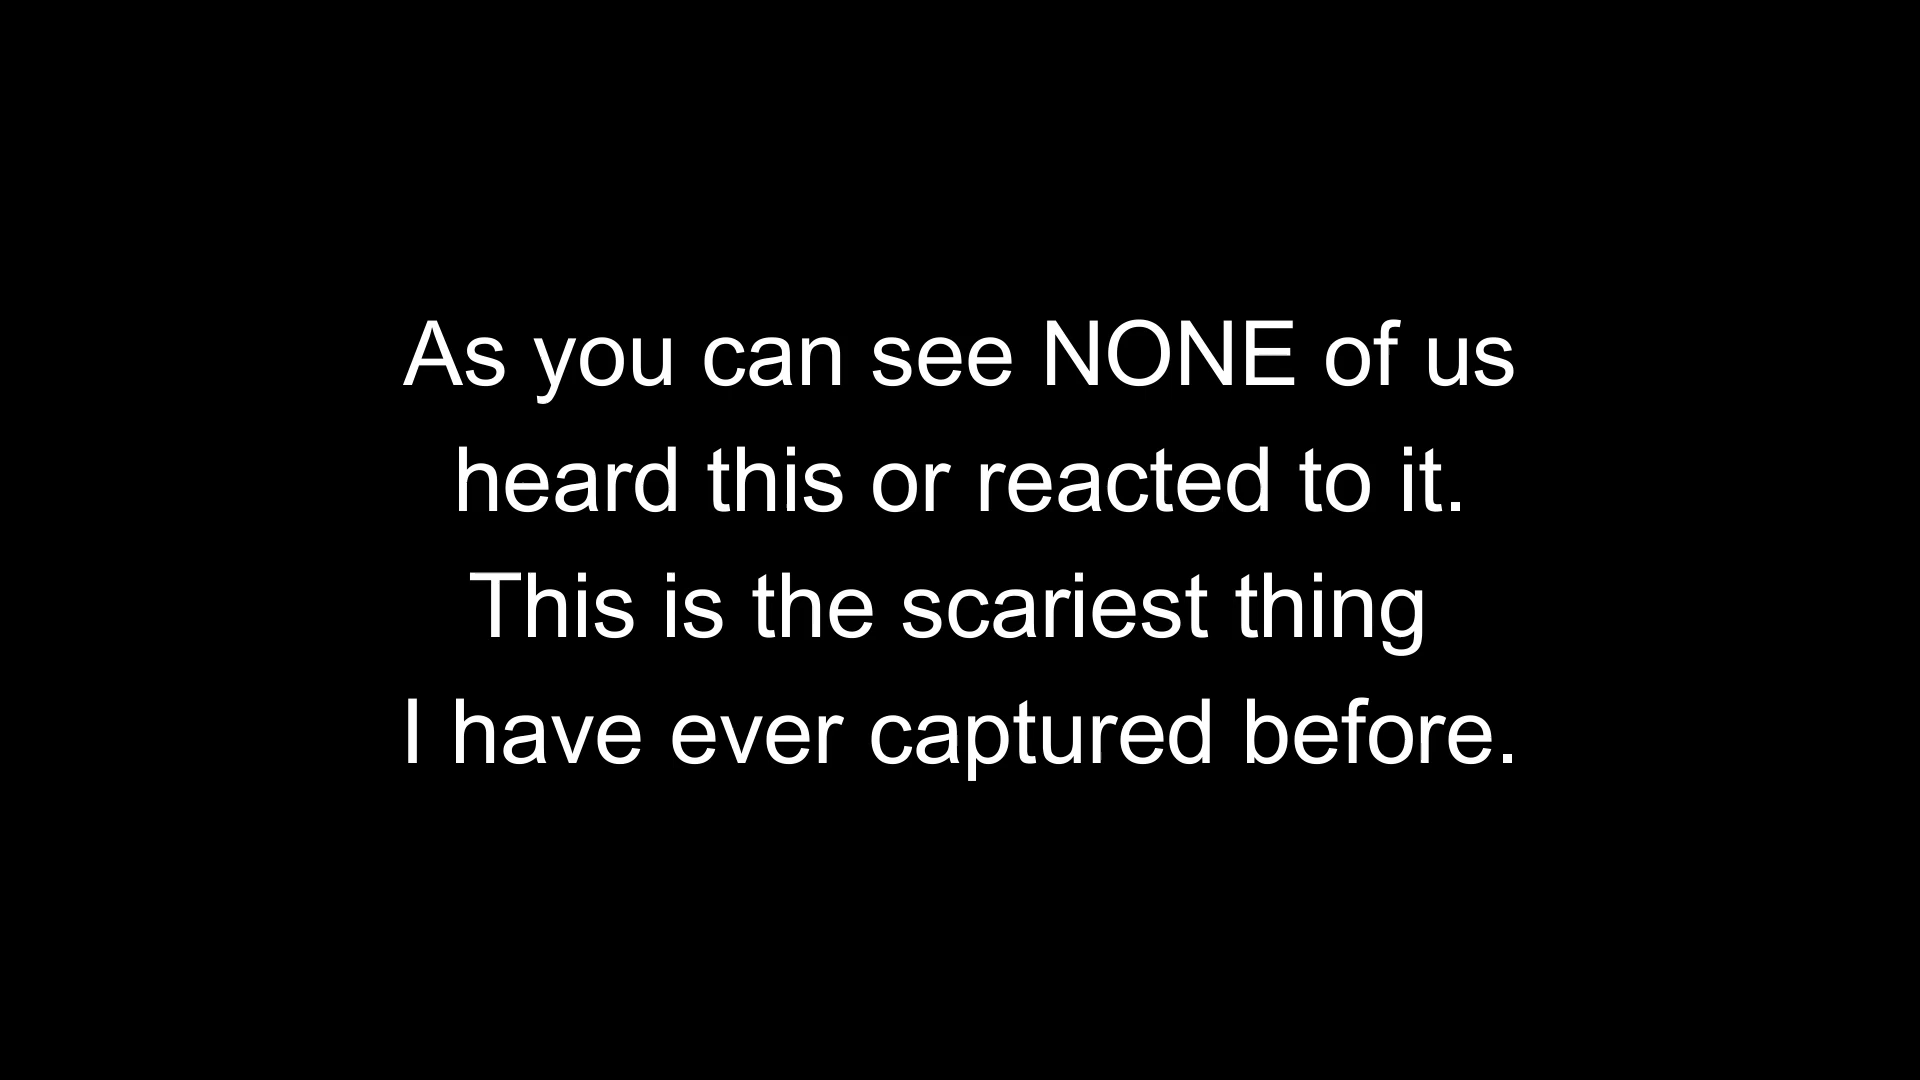 As you can see NONE of us
heard this or reacted to it.
This is the scariest thing
I have ever captured before.